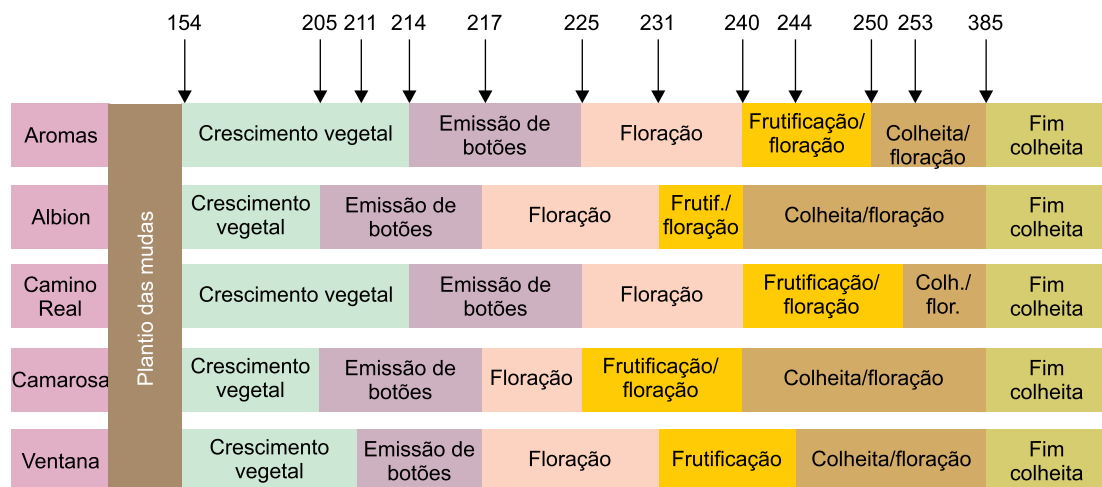 154 205 211 214 217 225 231 240 244 250 253 385
Plantio das mudas
Aromas
Crescimento vegetal
Emissão de
botões
Floração
Frutificação/
floração
Colheita/
floração
Fim
colheita
Albion
Crescimento
vegetal
Emissão de
botões
Floração
Frutif./
floração
Colheita/floração
Fim
colheita
Camino
Real
Crescimento vegetal
Emissão de
botões
Floração
Frutificação/
floração
Colh./
flor.
Fim
colheita
Camarosa
Crescimento
vegetal
Emissão de
botões
Floração
Frutificação/
floração
Colheita/floração
Fim
colheita
Ventana
Crescimento
vegetal
Emissão de
botões
Floração
Frutificação
Colheita/floração
Fim
colheita